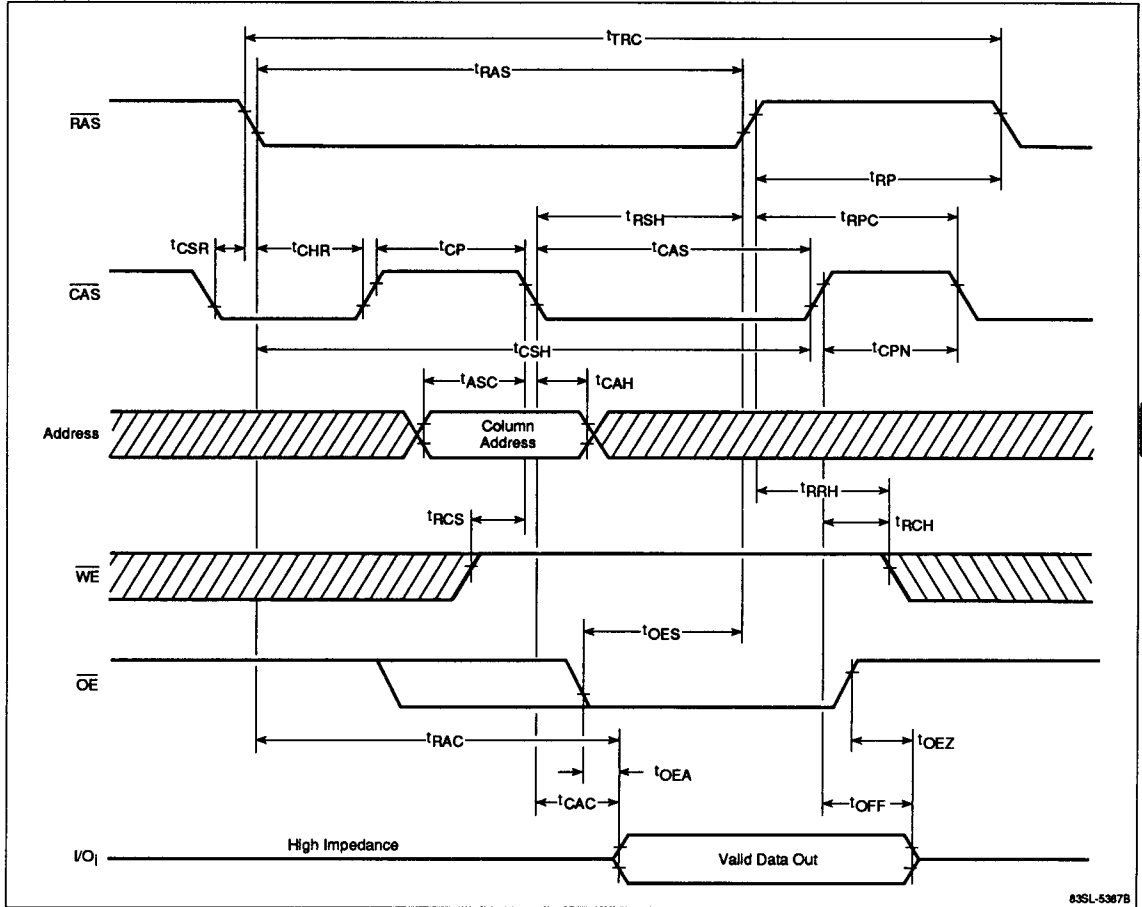 tTRC
tRAS
RAS
tRP
tRSH
tRPC
tCSR
tCHR
tCP
tCAS
CAS
tCSH
tCPN
tASC
tCAH
Address
Column
Address
tRRH
tRCS
tRCH
WE
tOES
OE
tRAC
tOEZ
tOEA
tCAC
tOFF
High Impedance
I/Oi
Valid Data Out
83SL-5387B